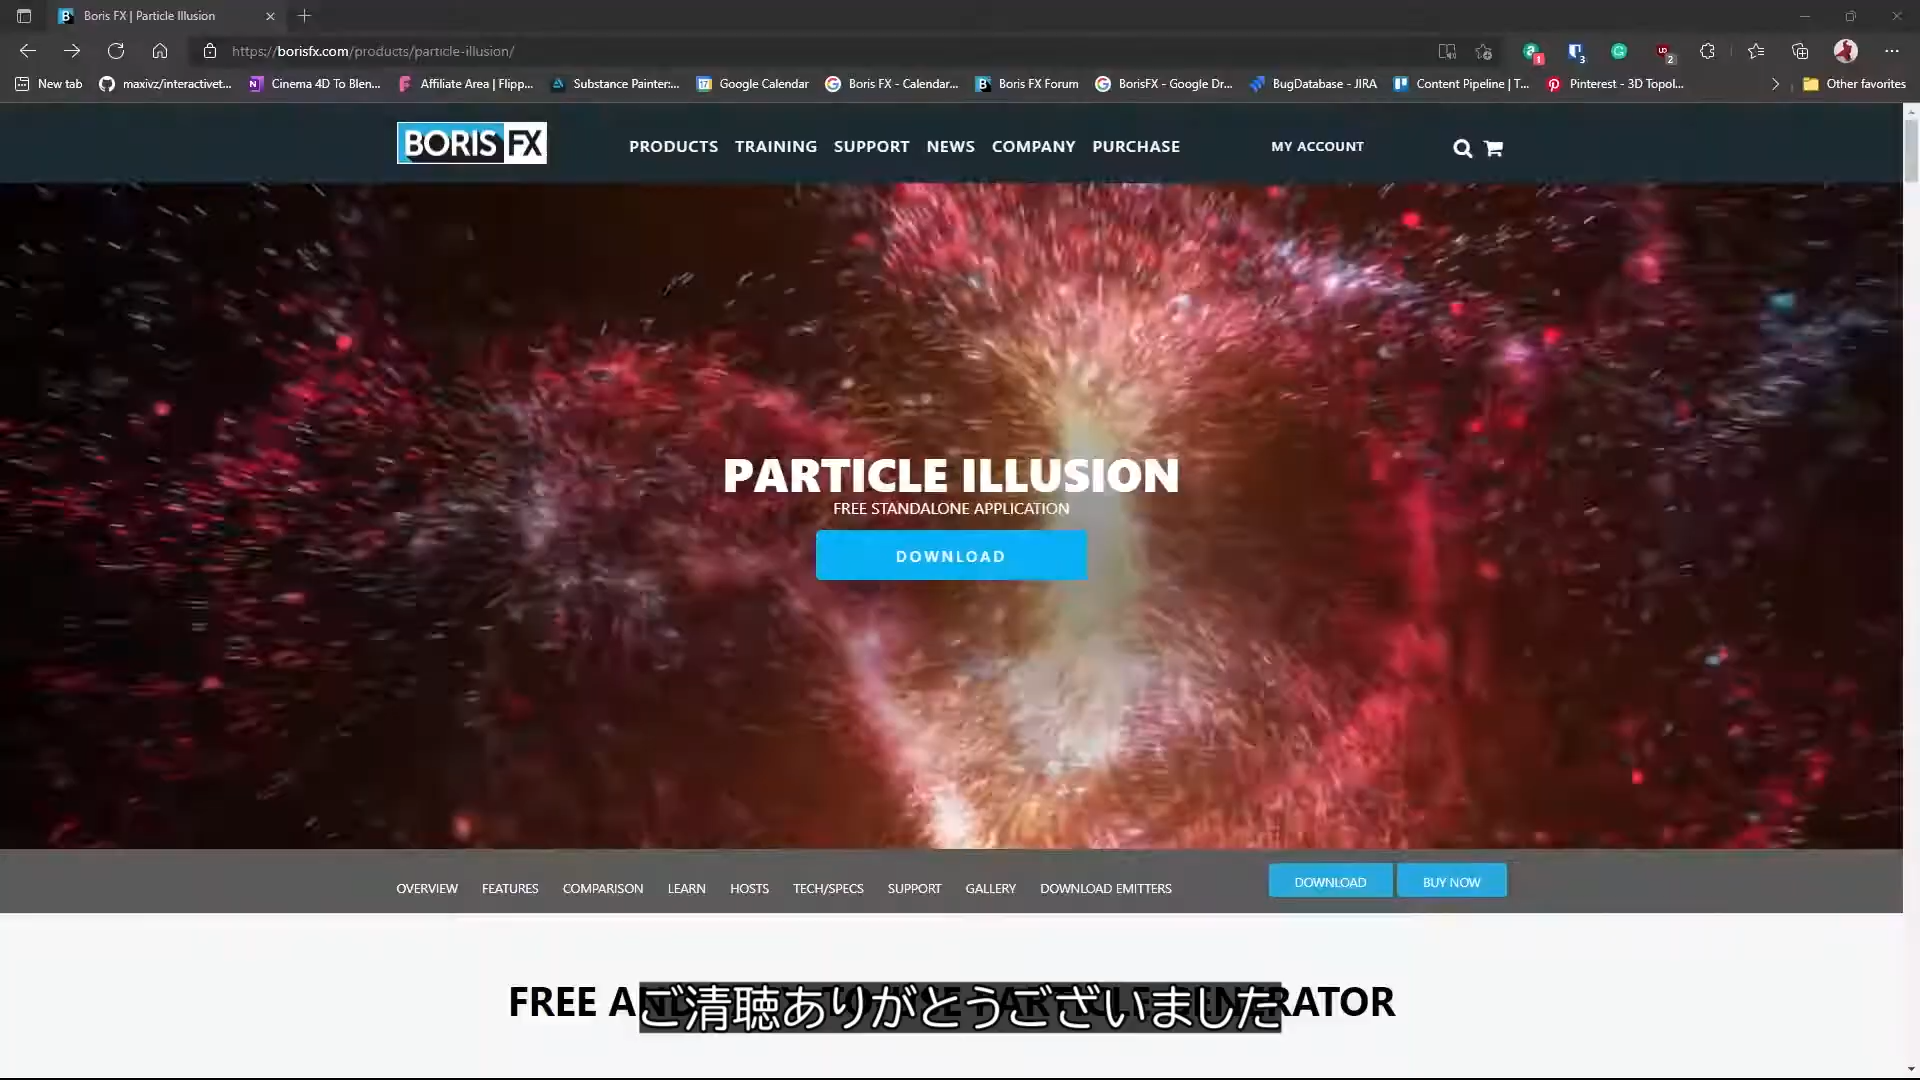 Boris FX | Particle Illusion
https://borisfx.com/products/particle-illusion/
1
3
2
New tab
maxivz/interactivet...
Cinema 4D To Blen...
Affiliate Area | Flipp...
Substance Painter:...
Google Calendar
Boris FX - Calendar...
Boris FX Forum
BorisFX - Google Dr...
BugDatabase - JIRA
Content Pipeline | T...
Pinterest - 3D Topol...
Other favorites
BORIS FX
PRODUCTS TRAINING SUPPORT NEWS COMPANY PURCHASE
MY ACCOUNT
PARTICLE ILLUSION
FREE STANDALONE APPLICATION
DOWNLOAD
OVERVIEW FEATURES COMPARISON LEARN HOSTS TECH/SPECS SUPPORT GALLERY DOWNLOAD EMITTERS
DOWNLOAD
BUY NOW
FREE
ご清聴ありがとうございました